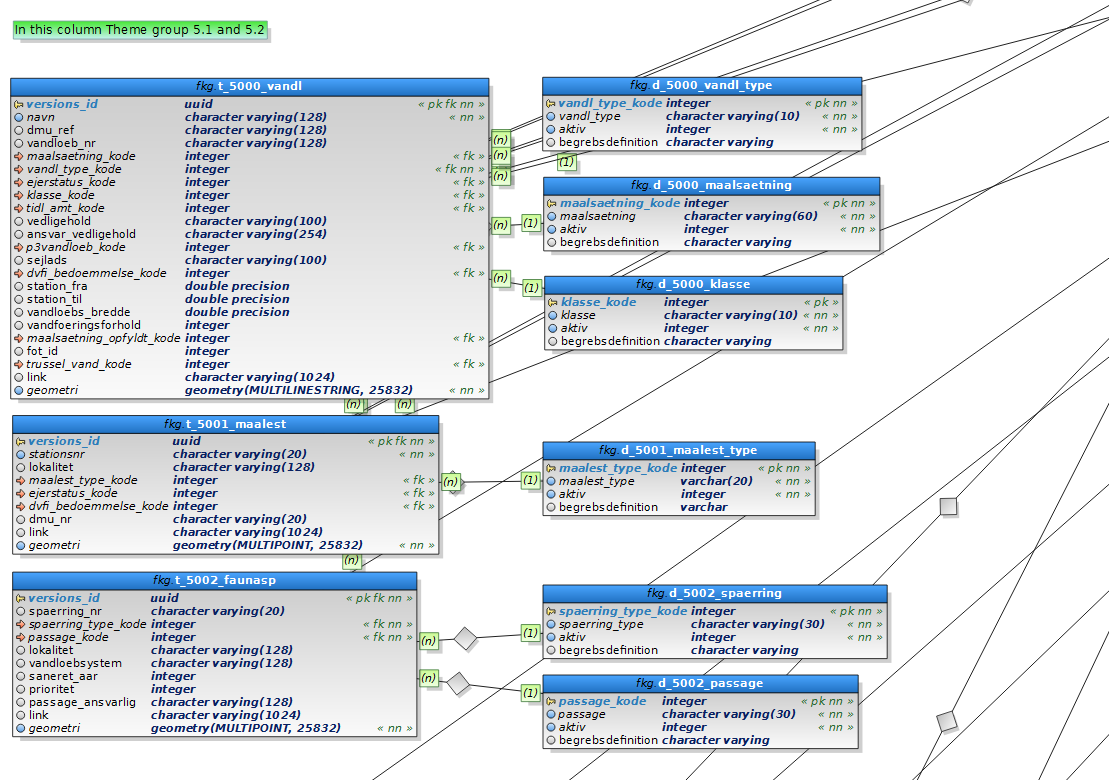 In this column Theme group 5.1 and 5.2
fkg.t_5000_vandl
versions_id uuid « pk fk nn »
navn character varying(128) « nn »
dmu_ref character varying(128)
vandloeb_nr character varying(128)
maalsaetning_kode integer « fk »
vandl_type_kode integer « fk nn »
ejerstatus_kode integer « fk »
klasse_kode integer « fk »
tidl_amt_kode integer « fk »
vedligehold character varying(100)
ansvar_vedligehold character varying(254)
p3vandloeb_kode integer « fk »
sejlads character varying(100)
dvfi_bedoemmelse_kode integer « fk »
station_fra double precision
station_til double precision
vandloebs_bredde double precision
vandfoeringsforhold integer
maalsaetning_opfyldt_kode integer « fk »
fot_id integer
trussel_vand_kode integer « fk »
link character varying(1024)
geometri geometry(MULTILINESTRING, 25832) « nn »
(n)
(n)
(n)
(n)
(n)
(n)
(n)
fkg.d_5000_vandl_type
vandl_type_kode integer « pk nn »
vandl_type character varying(10) « nn »
aktiv integer « nn »
begrebsdefinition character varying
(1)
fkg.d_5000_maalsaetning
maalsaetning_kode integer « pk nn »
maalsaetning character varying(60) « nn »
aktiv integer « nn »
begrebsdefinition character varying
(1)
fkg.d_5000_klasse
klasse_kode integer « pk »
klasse character varying(10) « nn »
aktiv integer « nn »
begrebsdefinition character varying
(1)
fkg.t_5001_maalest
versions_id uuid « pk fk nn »
stationsnr character varying(20) « nn »
lokalitet character varying(128)
maalest_type_kode integer « fk »
ejerstatus_kode integer « fk »
dvfi_bedoemmelse_kode integer « fk »
dmu_nr character varying(20)
link character varying(1024)
geometri geometry(MULTIPOINT, 25832) « nn »
(n)
(1)
(n)
fkg.d_5001_maalest_type
maalest_type_kode integer « pk nn »
maalest_type varchar(20) « nn »
aktiv integer « nn »
begrebsdefinition varchar
fkg.t_5002_faunasp
versions_id uuid « pk fk nn »
spaerring_nr character varying(20)
spaerring_type_kode integer « fk nn »
passage_kode integer « fk nn »
lokalitet character varying(128)
vandloebsystem character varying(128)
saneret_aar integer
prioritet integer
passage_ansvarlig character varying(128)
link character varying(1024)
geometri geometry(MULTIPOINT, 25832) « nn »
(n)
(1)
(n)
(1)
fkg.d_5002_spaerring
spaerring_type_kode integer « pk nn »
spaerring_type character varying(30) « nn »
aktiv integer « nn »
begrebsdefinition character varying
fkg.d_5002_passage
passage_kode integer « pk nn »
passage character varying(30) « nn »
aktiv integer « nn »
begrebsdefinition character varying